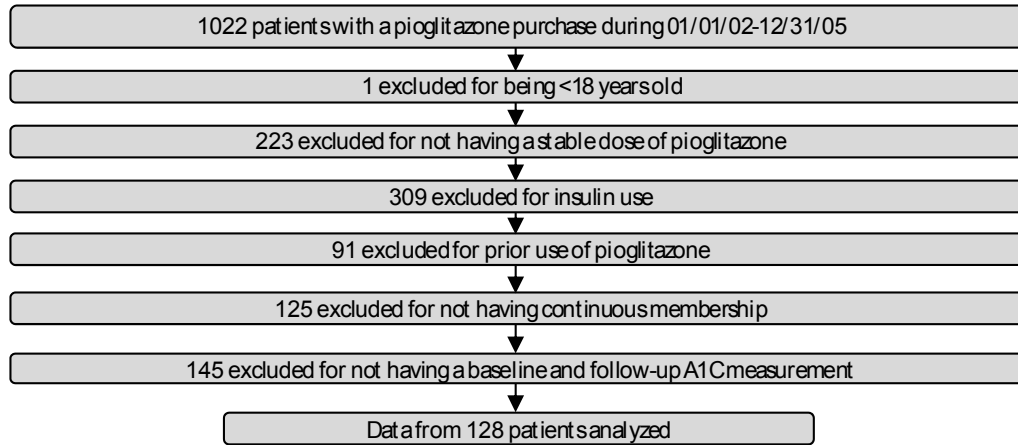 1022 patients with a pioglitazone purchase during 01/01/02-12/31/05
1 excluded for being <18 years old
223 excluded for not having a stable dose of pioglitazone
309 excluded for insulin use
91 excluded for prior use of pioglitazone
125 excluded for not having continuous membership
145 excluded for not having a baseline and follow-up A1C measurement
Data from 128 patients analyzed